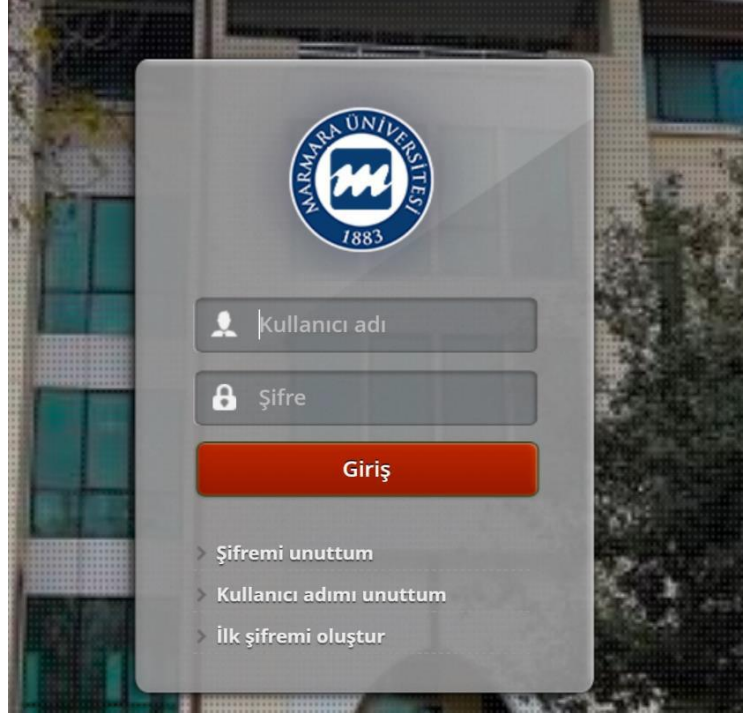 MARMARA ÜNİVERSİTESİ
m
1883
Kullanıcı adı
Şifre
Giriş
Şifremi unuttum
Kullanıcı adımı unuttum
İlk şifremi oluştur